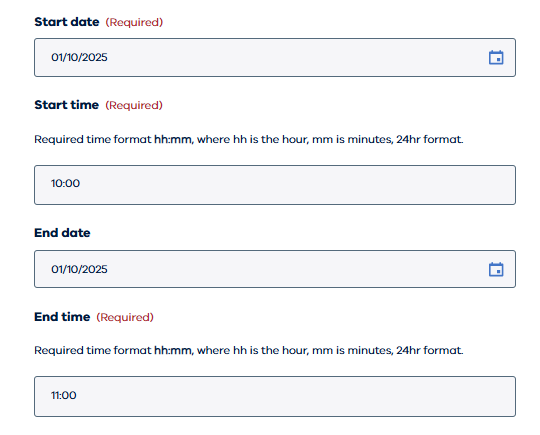 Start date (Required)
01/10/2025
Start time (Required)
Required time format hh:mm, where hh is the hour, mm is minutes, 24hr format.
10:00
End date
01/10/2025
End time (Required)
Required time format hh:mm, where hh is the hour, mm is minutes, 24hr format.
11:00